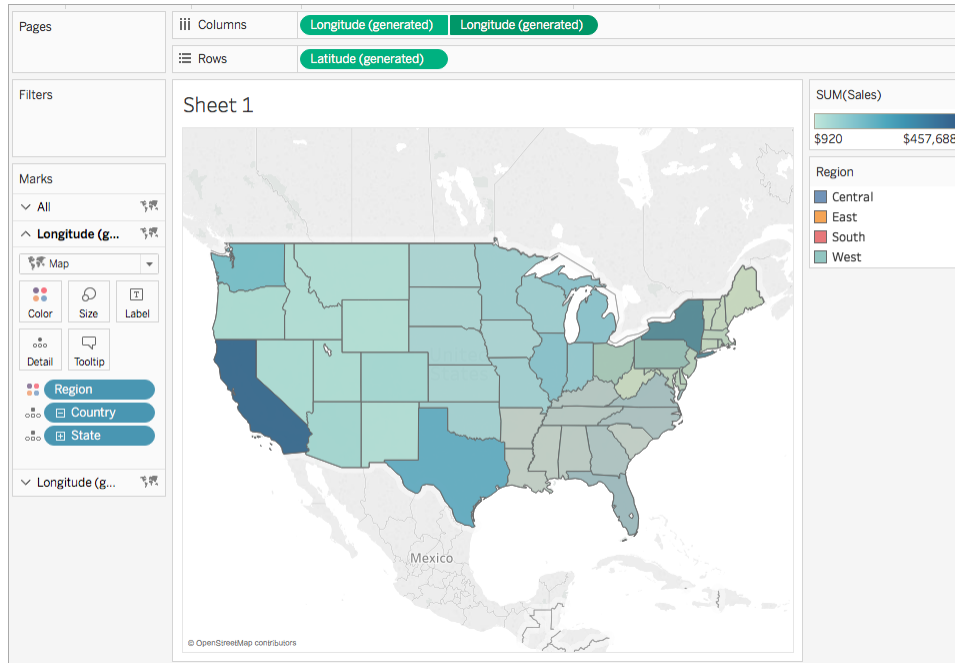 Pages
Columns
Longitude (generated) Longitude (generated)
Rows
Latitude (generated)
Filters
Marks
All
Longitude (g...
Map
Color Size Label
Detail Tooltip
Region
Country
State
Longitude (g...
Sheet 1
Mexico
© OpenStreetMap contributors
SUM(Sales)
$920 $457,688
Region
Central
East
South
West